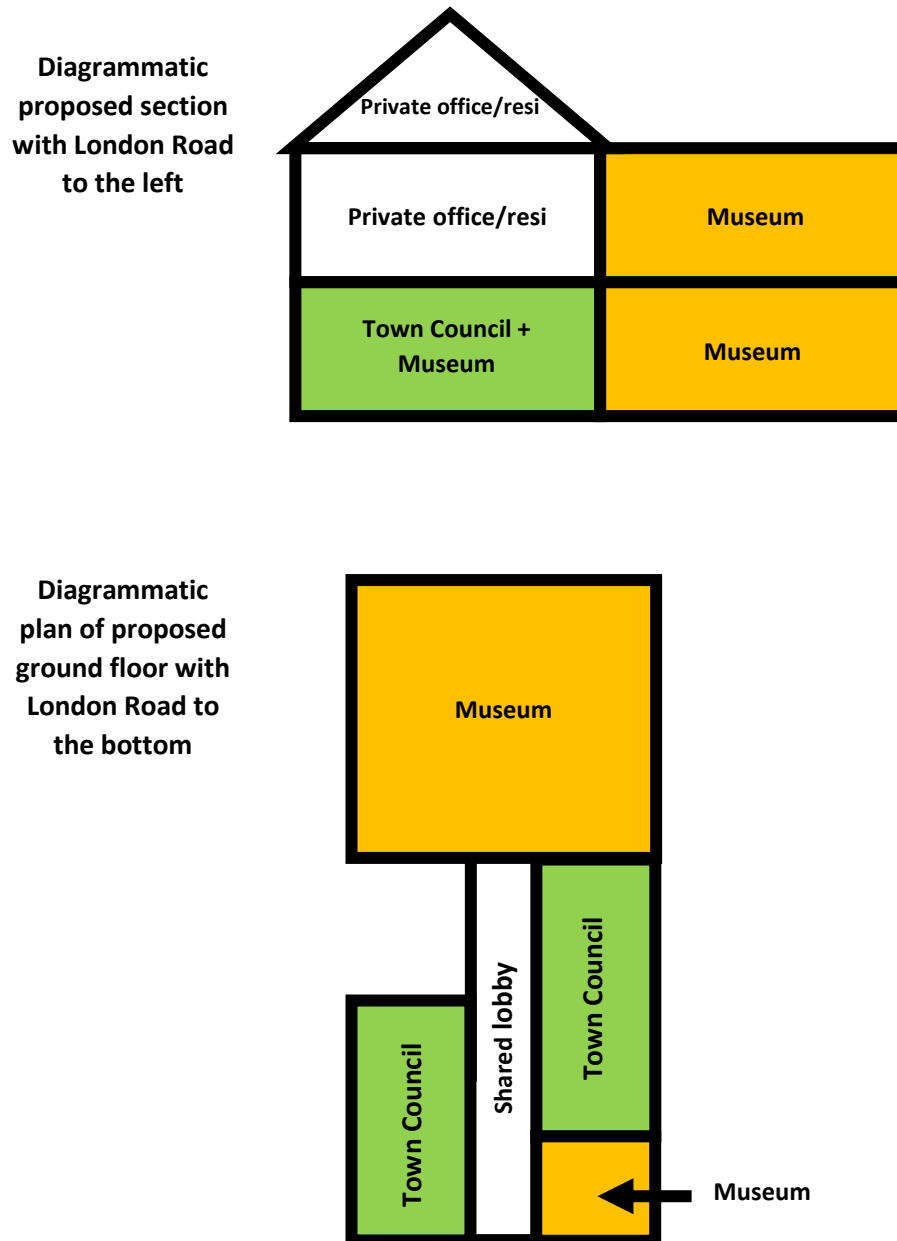 Diagrammatic
proposed section
with London Road
to the left
Private office/resi
Private office/resi
Museum
Town Council +
Museum
Museum
Diagrammatic
plan of proposed
ground floor with
London Road to
the bottom
Museum
Town Council
Shared lobby
Town Council
Museum